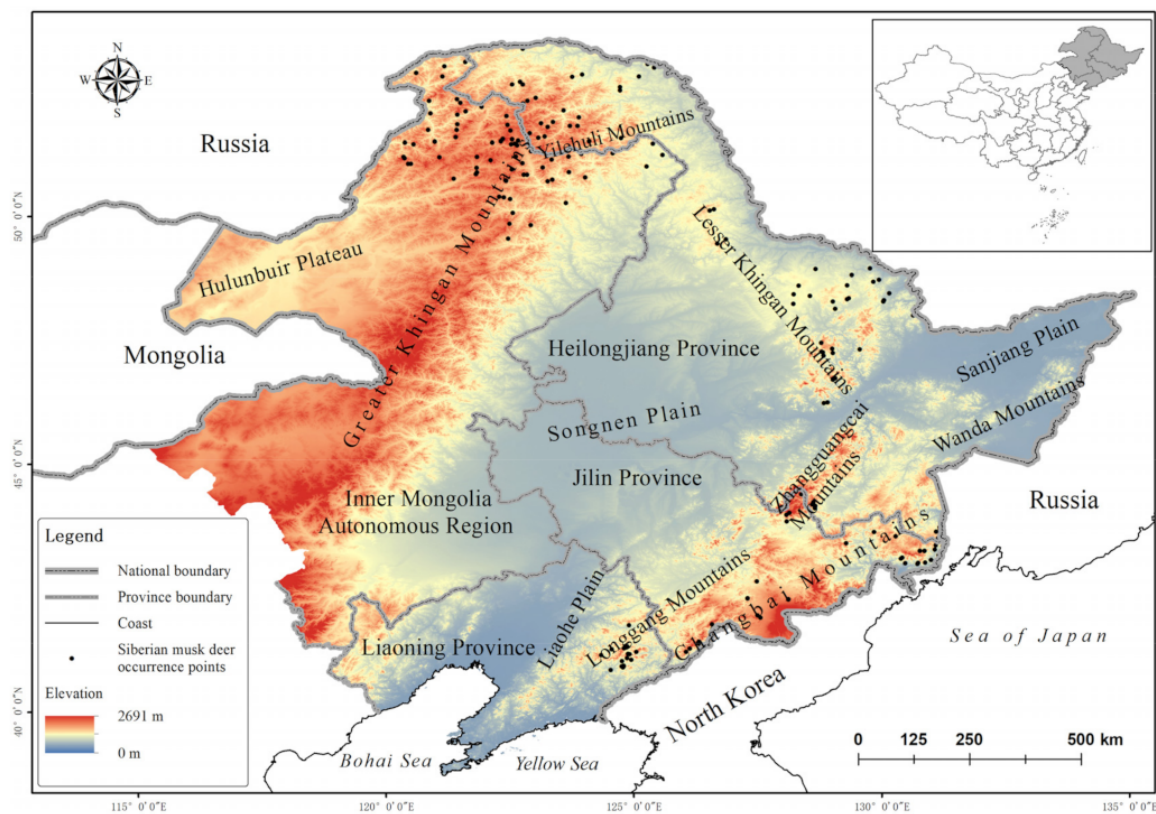 N
W E
S
Russia
Yilehuli Mountains
50° 0′0″N
Hulunbuir Plateau
Greater Khingan Mountain
Lesser Khingan Mountains
Mongolia
Heilongjiang Province
Sanjiang Plain
Songnen Plain
Wanda Mountains
Zhangguangcai
Mountains
45° 0′0″N
Jilin Province
Inner Mongolia
Autonomous Region
Russia
Legend
National boundary
Province boundary
Coast
Siberian musk deer
occurrence points
Elevation
2691 m
0 m
Longgang Mountains
Changbai Mountains
Liaohe Plain
Liaoning Province
Sea of Japan
North Korea
40° 0′0″N
Bohai Sea
Yellow Sea
0 125 250 500 km
115° 0′0″E
120° 0′0″E
125° 0′0″E
130° 0′0″E
135° 0′0″E